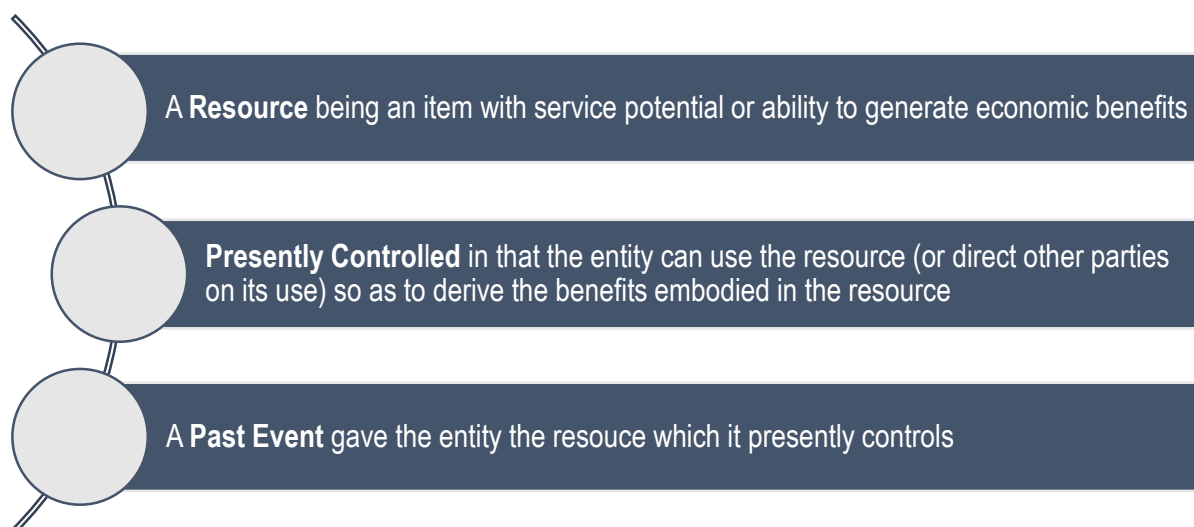 A Resource being an item with service potential or ability to generate economic benefits
Presently Controlled in that the entity can use the resource (or direct other parties
on its use) so as to derive the benefits embodied in the resource
A Past Event gave the entity the resouce which it presently controls